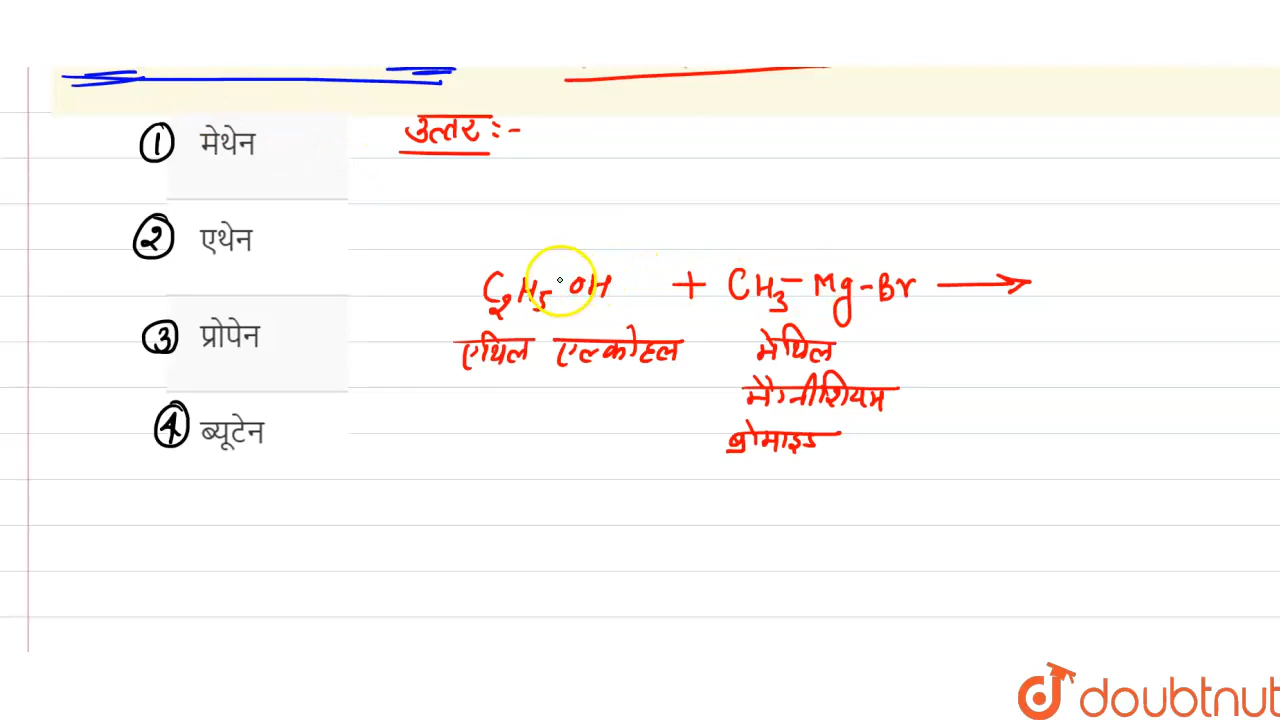 ① मेथेन
उत्तर :-
② एथेन
C₂H₅ OH + CH₃–Mg–Br ⟶
③ प्रोपेन
एथिल एल्कोहल मेथिल
मैग्नीशियम
④ ब्यूटेन
ब्रोमाइड
doubtnut